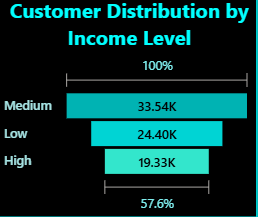 Customer Distribution by
Income Level
100%
Medium 33.54K
Low 24.40K
High 19.33K
57.6%